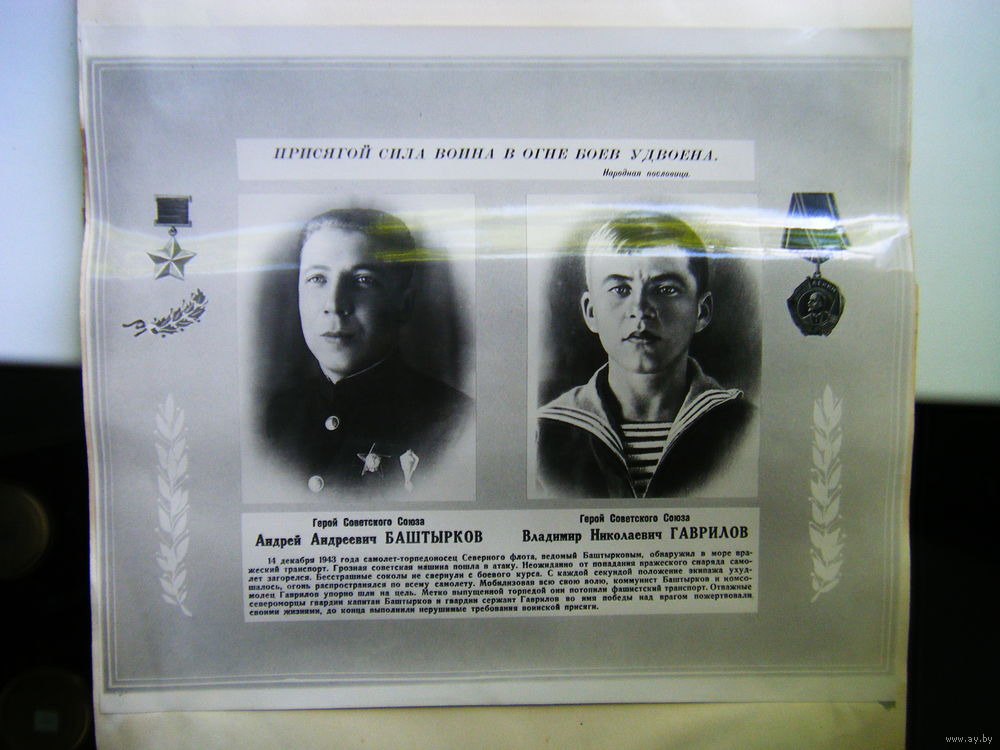 ПРИСЯГОЙ СИЛА ВОИНА В ОГНЕ БОЕВ УДВОЕНА.
Народная пословица.
ЛЕНИН
Герой Советского Союза
Андрей Андреевич БАШТЫРКОВ
Герой Советского Союза
Владимир Николаевич ГАВРИЛОВ
14 декабря 1943 года самолет-торпедоносец Северного флота, ведомый Баштырковым, обнаружил в море вра-
жеский транспорт. Грозная советская машина пошла в атаку. Неожиданно от попадания вражеского снаряда само-
лет загорелся. Бесстрашные соколы не свернули с боевого курса. С каждой секундой положение экипажа ухуд-
шалось, огонь распространялся по всему самолету. Мобилизовав всю свою волю, коммунист Баштырков и комсо-
молец Гаврилов упорно шли на цель. Метко выпущенной торпедой они потопили фашистский транспорт. Отважные
североморцы гвардии капитан Баштырков и гвардии сержант Гаврилов во имя победы над врагом пожертвовали
своими жизнями, до конца выполнили нерушимые требования воинской присяги.
www.ay.by